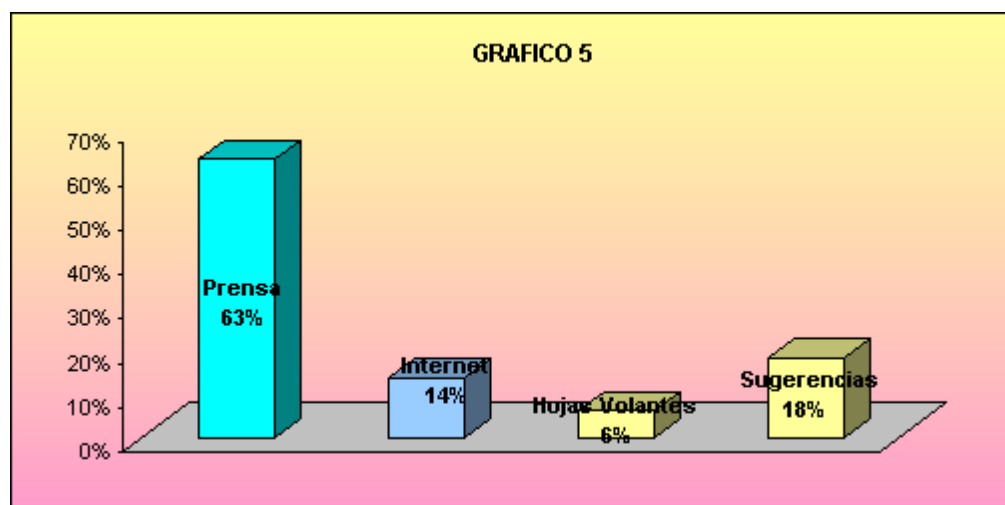 GRAFICO 5
70%
60%
50%
40%
30%
20%
10%
0%
Prensa
63%
Internet
14%
Hojas Volantes
6%
Sugerencias
18%